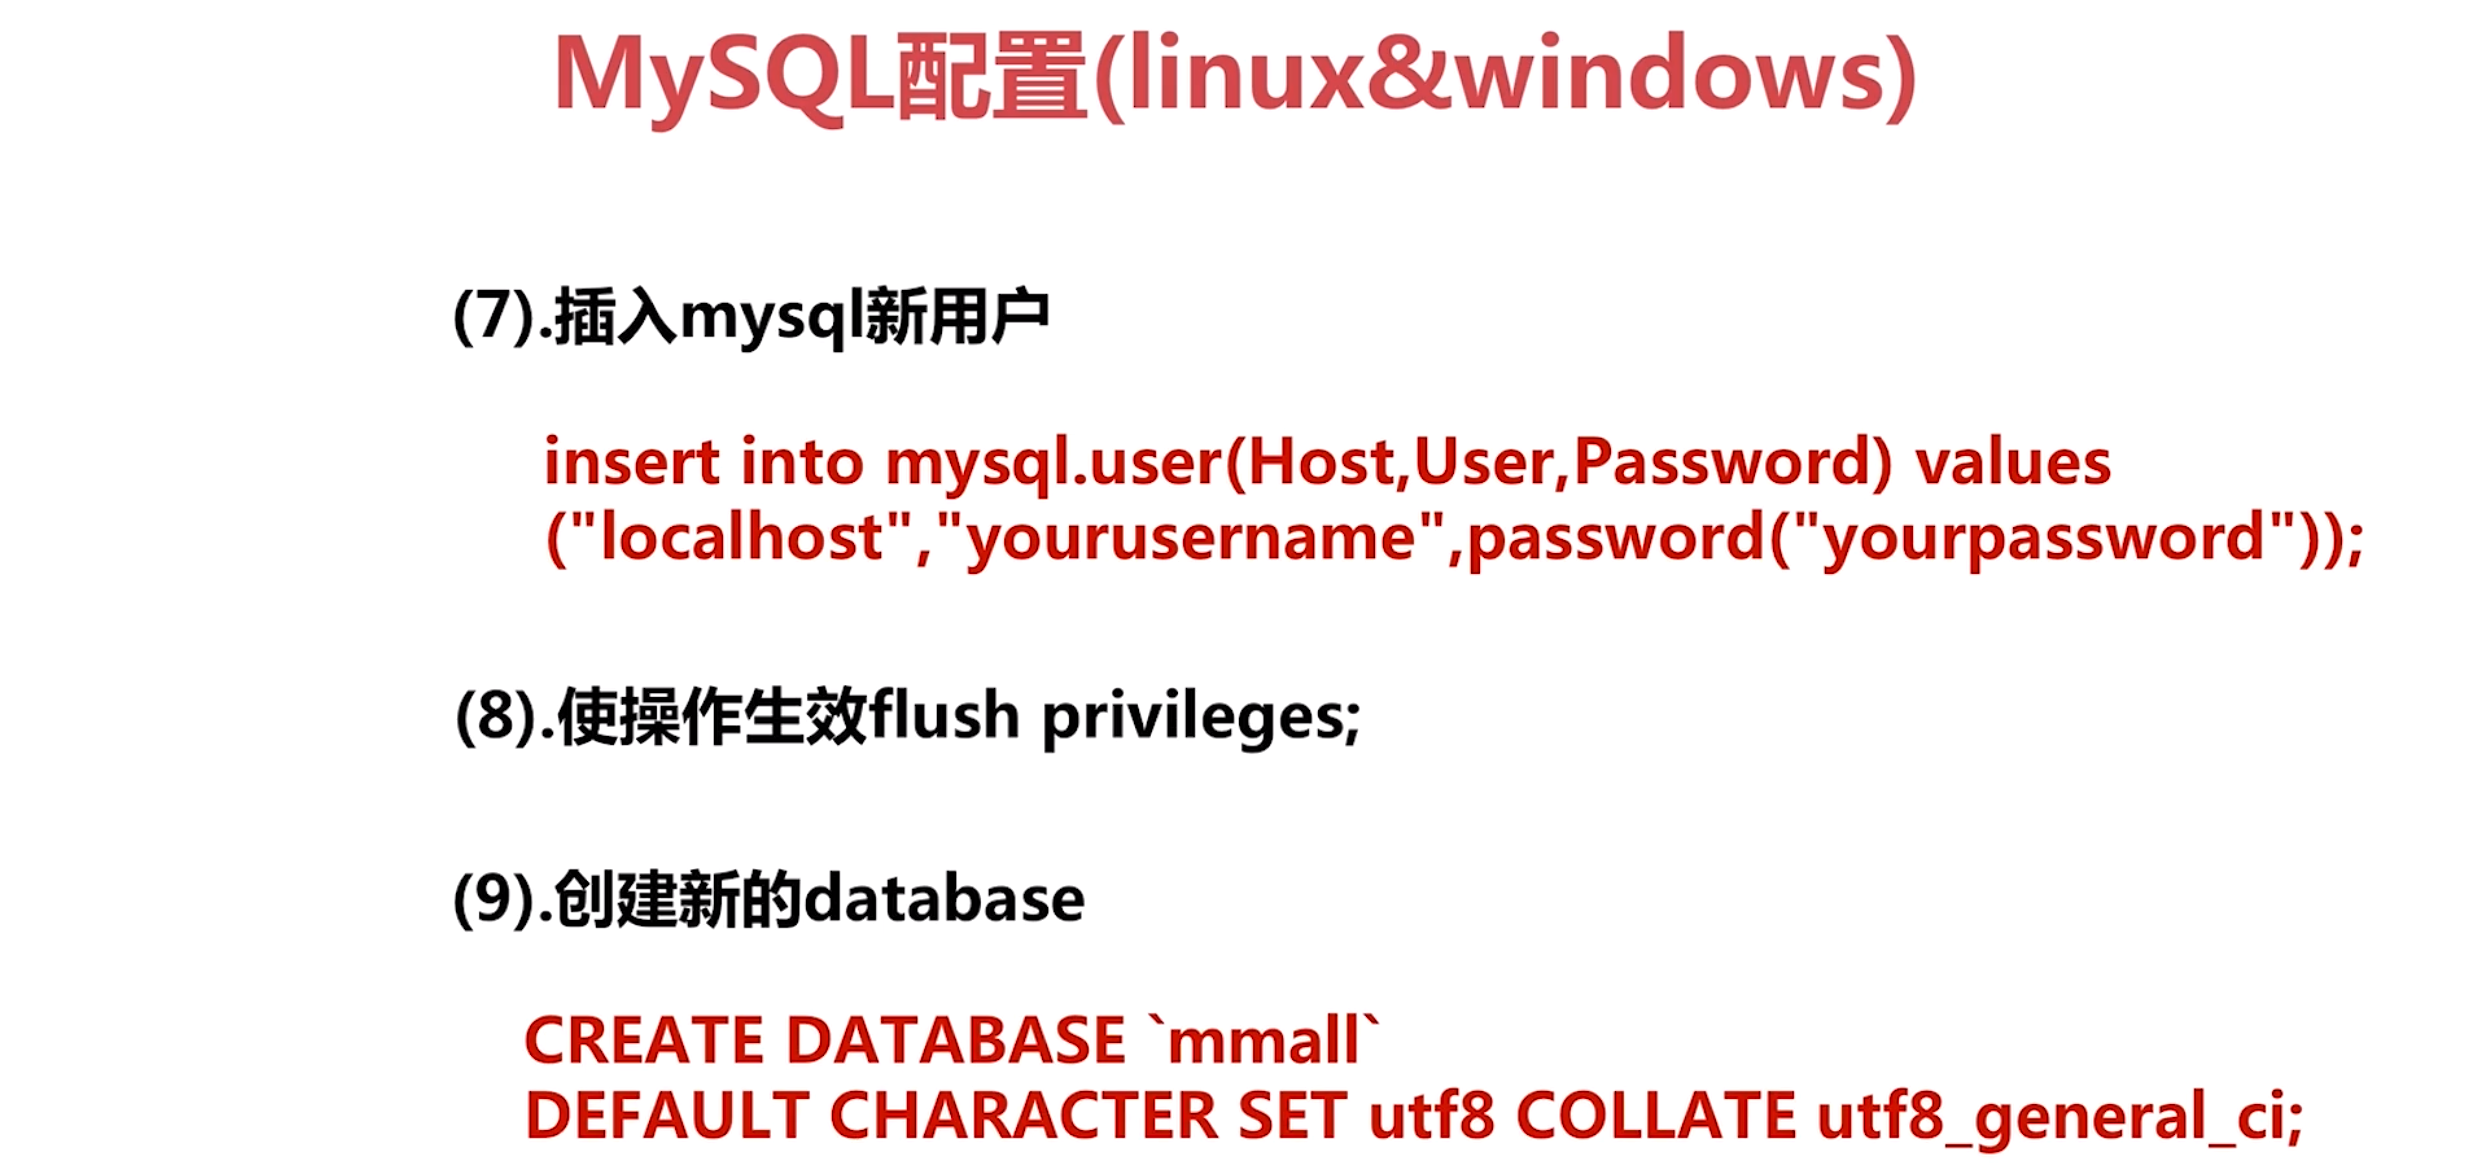 MySQL配置(linux&windows)
(7).插入mysql新用户
insert into mysql.user(Host,User,Password) values
("localhost","yourusername",password("yourpassword"));
(8).使操作生效flush privileges;
(9).创建新的database
CREATE DATABASE `mmall`
DEFAULT CHARACTER SET utf8 COLLATE utf8_general_ci;